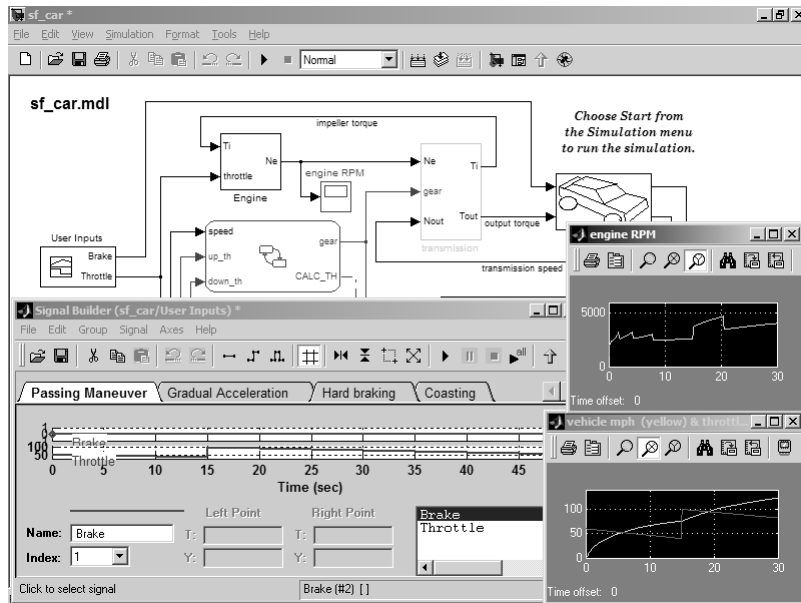 sf_car *
File Edit View Simulation Format Tools Help
Normal
sf_car.mdl
Choose Start from
the Simulation menu
to run the simulation.
impeller torque
Ti
throttle
Ne
Engine
engine RPM
Ne
gear
Nout
Ti
Tout
transmission
output torque
transmission speed
User Inputs
Brake
Throttle
speed
up_th
down_th
gear
CALC_TH
engine RPM
5000
0
0 10 20 30
Time offset: 0
Signal Builder (sf_car/User Inputs) *
File Edit Group Signal Axes Help
all
Passing Maneuver Gradual Acceleration Hard braking Coasting
1
0
Brake
100
50
Throttle
0 5 10 15 20 25 30 35 40 45
Time (sec)
Left Point Right Point
Name: Brake T: T:
Index: 1 Y: Y:
Brake
Throttle
Click to select signal
Brake (#2) [ ]
vehicle mph (yellow) & throttl...
100
50
0
0 10 20 30
Time offset: 0